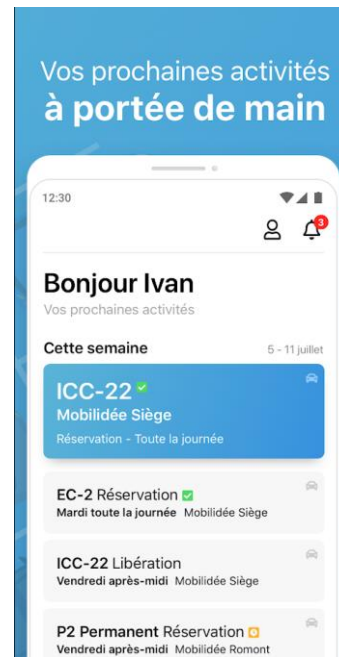 Vos prochaines activités
à portée de main
12:30
3
Bonjour Ivan
Vos prochaines activités
Cette semaine 5 - 11 juillet
ICC-22
Mobilidée Siège
Réservation - Toute la journée
EC-2 Réservation
Mardi toute la journée Mobilidée Siège
ICC-22 Libération
Vendredi après-midi Mobilidée Siège
P2 Permanent Réservation
Vendredi après-midi Mobilidée Romont